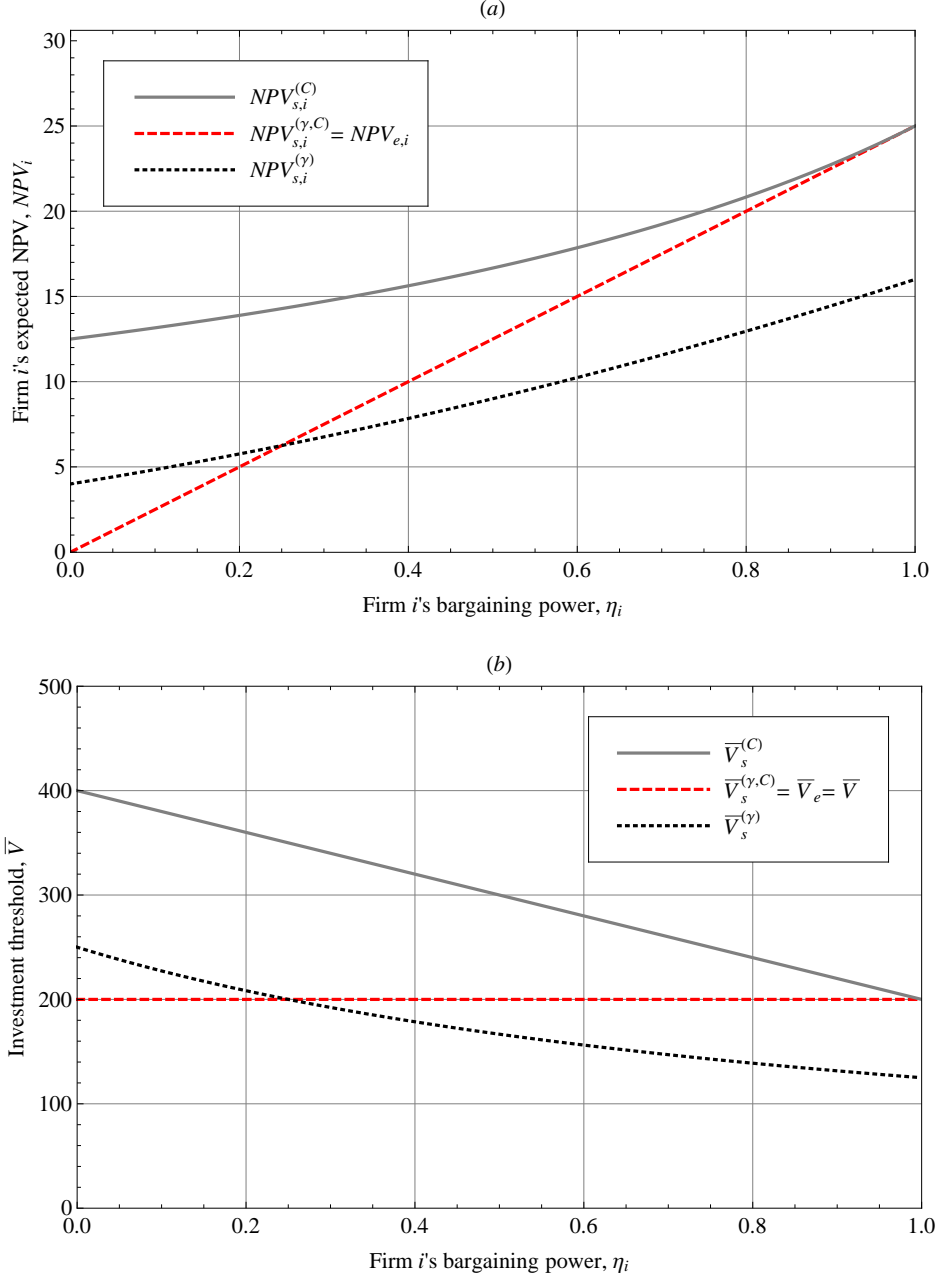 (a)
30
25
20
15
10
5
0
0.0 0.2 0.4 0.6 0.8 1.0
Firm i's expected NPV, NPV_i
NPV_{s,i}^{(C)}
NPV_{s,i}^{(γ,C)} = NPV_{e,i}
NPV_{s,i}^{(γ)}
Firm i's bargaining power, η_i
(b)
500
400
300
200
100
0
0.0 0.2 0.4 0.6 0.8 1.0
Investment threshold, V̅
V̅_s^{(C)}
V̅_s^{(γ,C)} = V̅_e = V̅
V̅_s^{(γ)}
Firm i's bargaining power, η_i